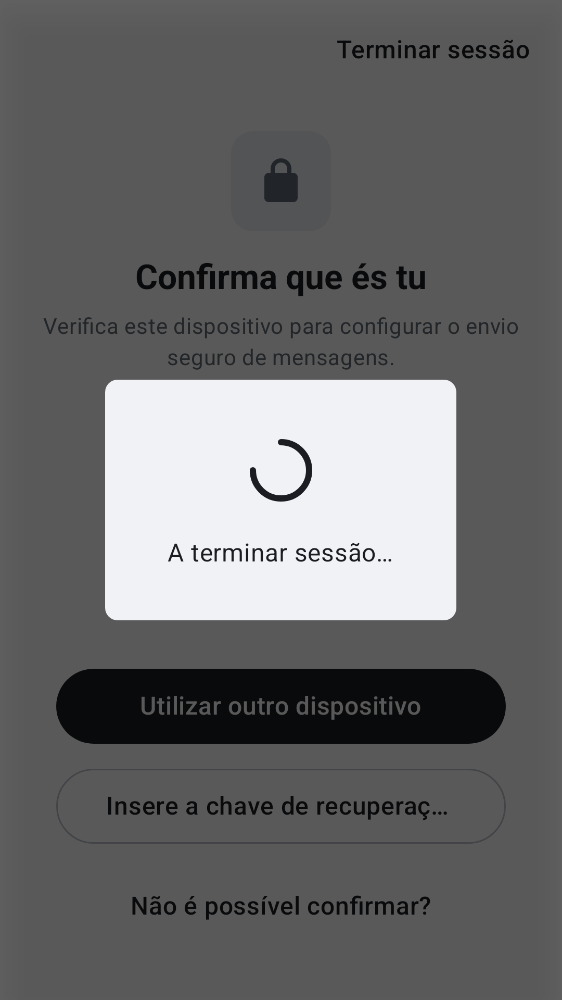 Terminar sessão
Confirma que és tu
Verifica este dispositivo para configurar o envio
seguro de mensagens.
A terminar sessão…
Utilizar outro dispositivo
Insere a chave de recuperaç…
Não é possível confirmar?